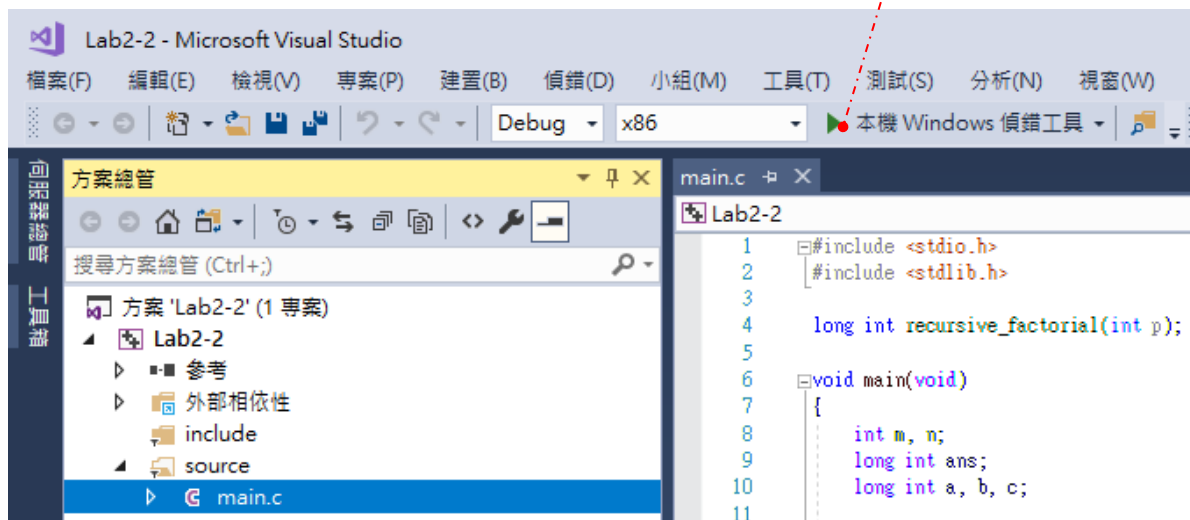 Lab2-2 - Microsoft Visual Studio
檔案(F) 編輯(E) 檢視(V) 專案(P) 建置(B) 偵錯(D) 小組(M) 工具(T) 測試(S) 分析(N) 視窗(W)
Debug x86 本機 Windows 偵錯工具
伺服器總管
工具箱
方案總管
搜尋方案總管 (Ctrl+;)
方案 'Lab2-2' (1 專案)
Lab2-2
參考
外部相依性
include
source
main.c
main.c
Lab2-2
1 #include <stdio.h>
2 #include <stdlib.h>
3
4 long int recursive_factorial(int p);
5
6 void main(void)
7 {
8 int m, n;
9 long int ans;
10 long int a, b, c;
11